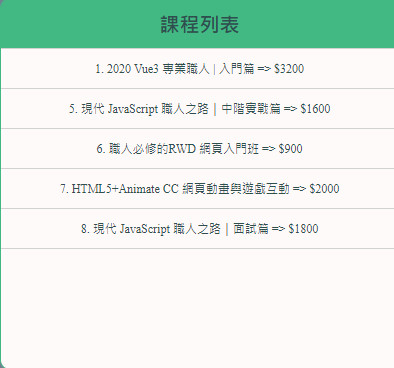 課程列表
1. 2020 Vue3 專業職人 | 入門篇 => $3200
5. 現代 JavaScript 職人之路｜中階實戰篇 => $1600
6. 職人必修的RWD 網頁入門班 => $900
7. HTML5+Animate CC 網頁動畫與遊戲互動 => $2000
8. 現代 JavaScript 職人之路｜面試篇 => $1800